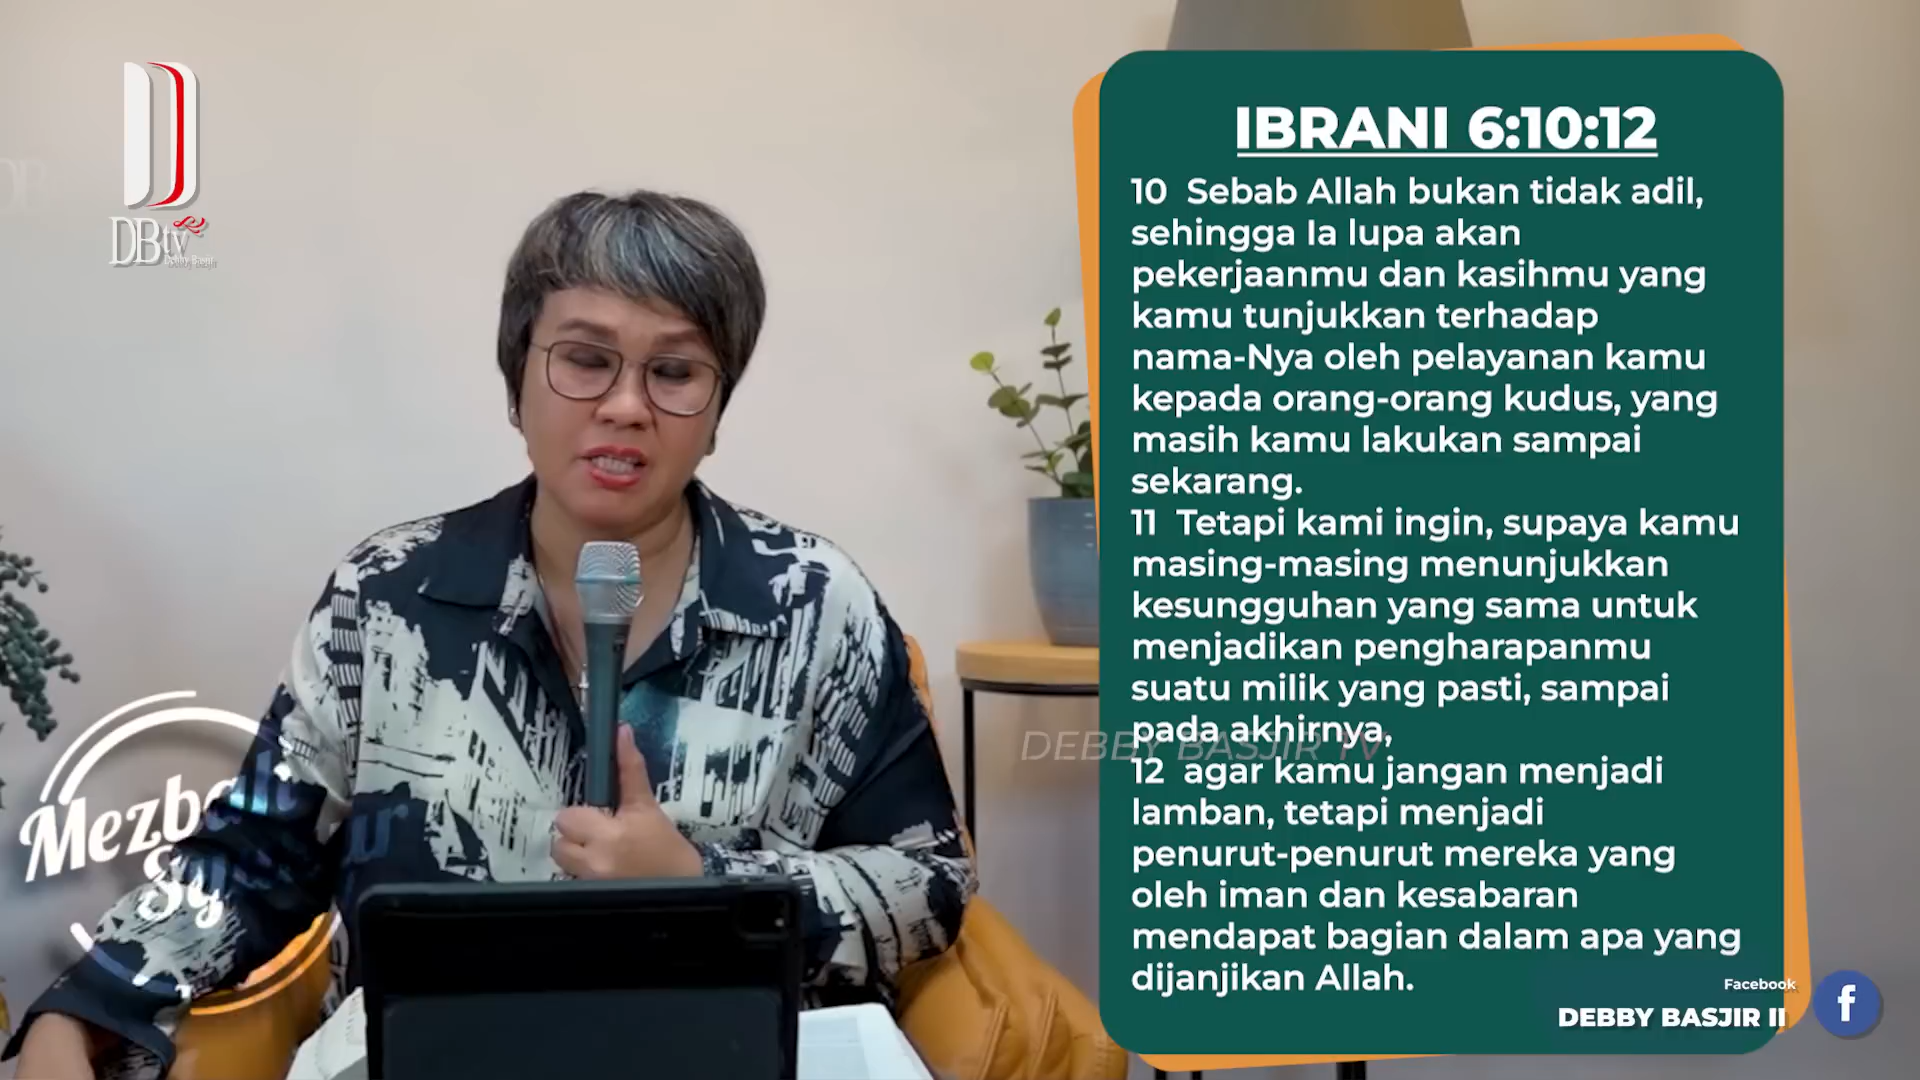 DBtv
Debby Basjir
IBRANI 6:10:12
10 Sebab Allah bukan tidak adil,
sehingga Ia lupa akan
pekerjaanmu dan kasihmu yang
kamu tunjukkan terhadap
nama-Nya oleh pelayanan kamu
kepada orang-orang kudus, yang
masih kamu lakukan sampai
sekarang.
11 Tetapi kami ingin, supaya kamu
masing-masing menunjukkan
kesungguhan yang sama untuk
menjadikan pengharapanmu
suatu milik yang pasti, sampai
pada akhirnya,
12 agar kamu jangan menjadi
lamban, tetapi menjadi
penurut-penurut mereka yang
oleh iman dan kesabaran
mendapat bagian dalam apa yang
dijanjikan Allah.
DEBBY BASJIR TV
Mezbah
Facebook
DEBBY BASJIR II